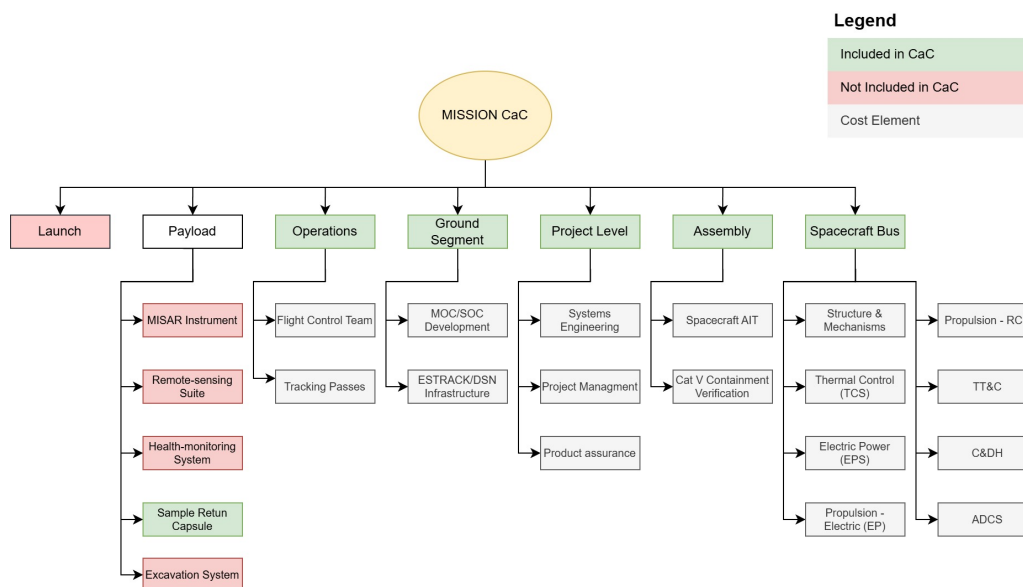 Legend
Included in CaC
Not Included in CaC
Cost Element
MISSION CaC
Launch
Payload
Operations
Ground
Segment
Project Level
Assembly
Spacecraft Bus
MISAR Instrument
Remote-sensing
Suite
Health-monitoring
System
Sample Retun
Capsule
Excavation System
Flight Control Team
Tracking Passes
MOC/SOC
Development
ESTRACK/DSN
Infrastructure
Systems
Engineering
Project Managment
Product assurance
Spacecraft AIT
Cat V Containment
Verification
Structure &
Mechanisms
Thermal Control
(TCS)
Electric Power
(EPS)
Propulsion -
Electric (EP)
Propulsion - RC
TT&C
C&DH
ADCS